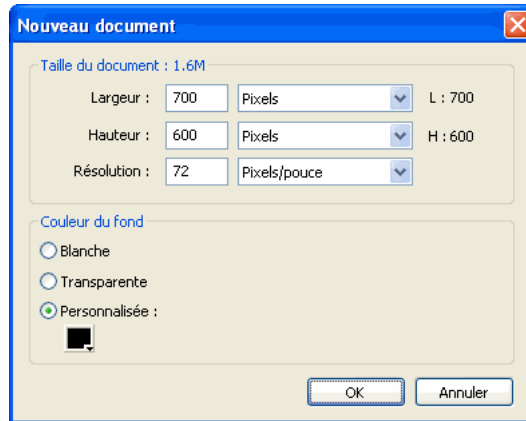 Nouveau document
Taille du document : 1.6M
Largeur : 700 Pixels L : 700
Hauteur : 600 Pixels H : 600
Résolution : 72 Pixels/pouce
Couleur du fond
Blanche
Transparente
Personnalisée :
OK Annuler